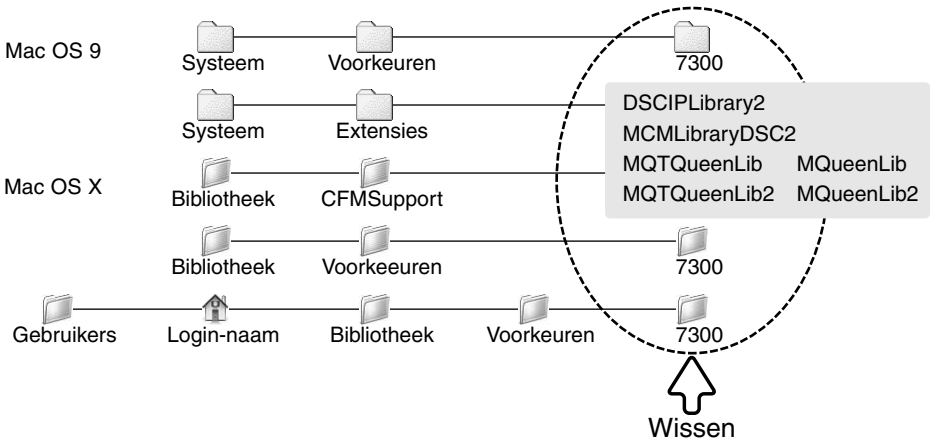 Mac OS 9
Systeem Voorkeuren 7300
DSCIPLibrary2
Systeem Extensies
MCMLibraryDSC2
MQTQueenLib MQueenLib
Mac OS X
Bibliotheek CFMSupport
MQTQueenLib2 MQueenLib2
Bibliotheek Voorkeeuren 7300
Gebruikers Login-naam Bibliotheek Voorkeuren 7300
Wissen